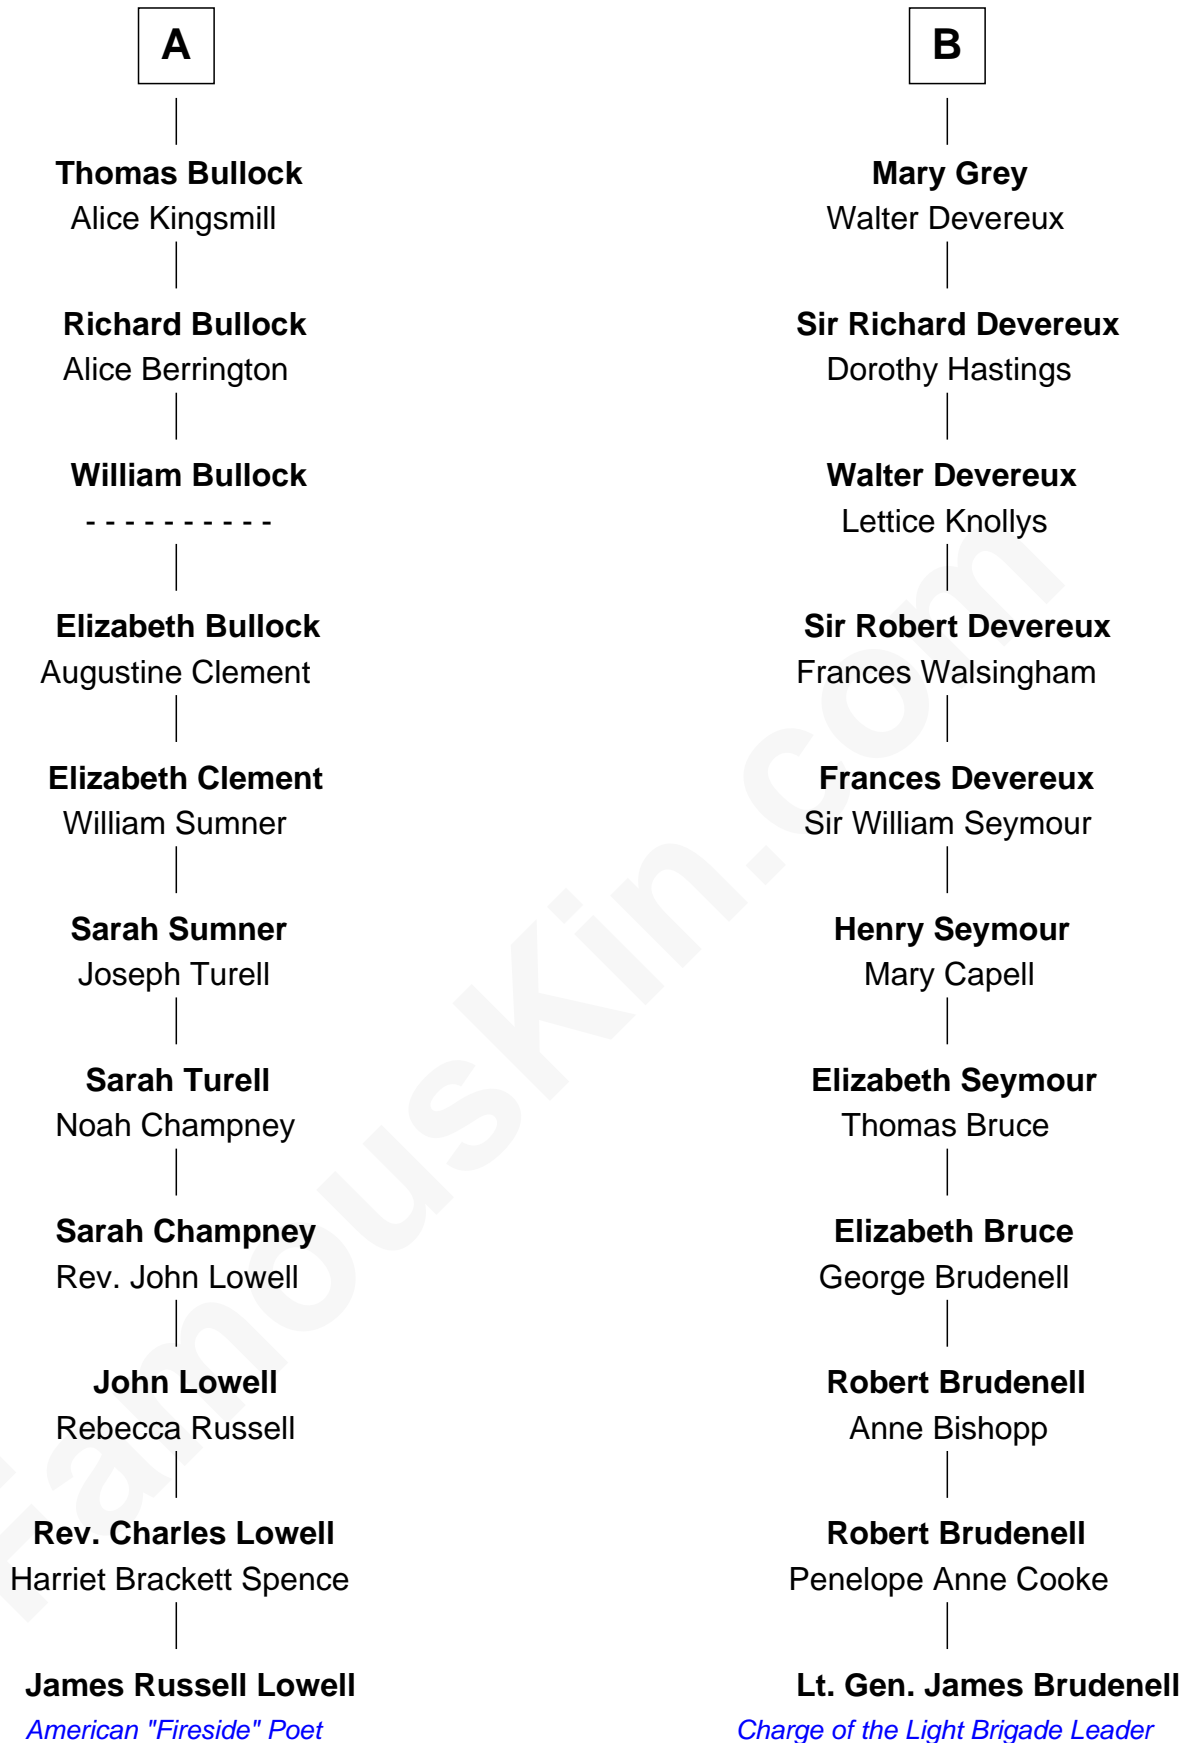 A
Thomas Bullock
Alice Kingsmill
Richard Bullock
Alice Berrington
William Bullock
- - - - - - - - - -
Elizabeth Bullock
Augustine Clement
Elizabeth Clement
William Sumner
Sarah Sumner
Joseph Turell
Sarah Turell
Noah Champney
Sarah Champney
Rev. John Lowell
John Lowell
Rebecca Russell
Rev. Charles Lowell
Harriet Brackett Spence
James Russell Lowell
American "Fireside" Poet
B
Mary Grey
Walter Devereux
Sir Richard Devereux
Dorothy Hastings
Walter Devereux
Lettice Knollys
Sir Robert Devereux
Frances Walsingham
Frances Devereux
Sir William Seymour
Henry Seymour
Mary Capell
Elizabeth Seymour
Thomas Bruce
Elizabeth Bruce
George Brudenell
Robert Brudenell
Anne Bishopp
Robert Brudenell
Penelope Anne Cooke
Lt. Gen. James Brudenell
Charge of the Light Brigade Leader
FamousKin.com